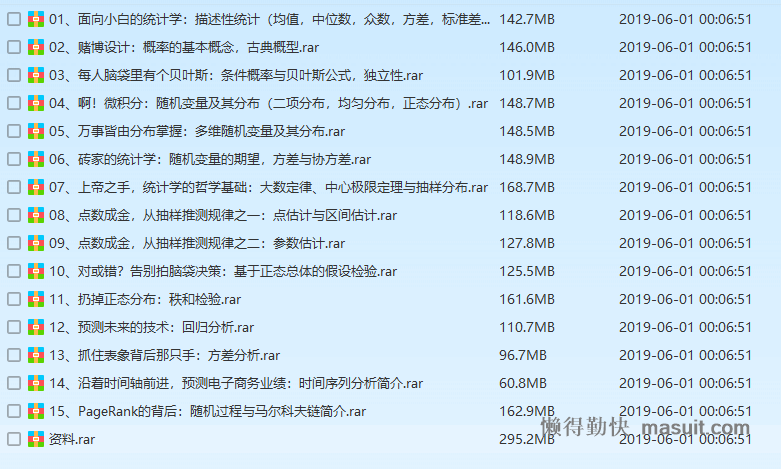 01、面向小白的统计学：描述性统计（均值，中位数，众数，方差，标准差... 142.7MB 2019-06-01 00:06:51
02、赌博设计：概率的基本概念，古典概型.rar 146.0MB 2019-06-01 00:06:51
03、每人脑袋里有个贝叶斯：条件概率与贝叶斯公式，独立性.rar 101.9MB 2019-06-01 00:06:51
04、啊！微积分：随机变量及其分布（二项分布，均匀分布，正态分布）.rar 148.7MB 2019-06-01 00:06:51
05、万事皆由分布掌握：多维随机变量及其分布.rar 148.5MB 2019-06-01 00:06:51
06、砖家的统计学：随机变量的期望，方差与协方差.rar 148.9MB 2019-06-01 00:06:51
07、上帝之手，统计学的哲学基础：大数定律、中心极限定理与抽样分布.rar 168.7MB 2019-06-01 00:06:51
08、点数成金，从抽样推测规律之一：点估计与区间估计.rar 118.6MB 2019-06-01 00:06:51
09、点数成金，从抽样推测规律之二：参数估计.rar 127.8MB 2019-06-01 00:06:51
10、对或错？告别拍脑袋决策：基于正态总体的假设检验.rar 125.5MB 2019-06-01 00:06:51
11、扔掉正态分布：秩和检验.rar 161.6MB 2019-06-01 00:06:51
12、预测未来的技术：回归分析.rar 110.7MB 2019-06-01 00:06:51
13、抓住表象背后那只手：方差分析.rar 96.7MB 2019-06-01 00:06:51
14、沿着时间轴前进，预测电子商务业绩：时间序列分析简介.rar 60.8MB 2019-06-01 00:06:51
15、PageRank的背后：随机过程与马尔科夫链简介.rar 162.9MB 2019-06-01 00:06:51
懒得勤快 masuit.com
资料.rar 295.2MB 2019-06-01 00:06:51